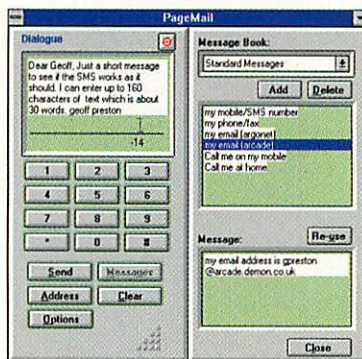 PageMail
Dialogue
Dear Geoff, Just a short message
to see if the SMS works as it
should. I can enter up to 160
characters of text which is about
30 words. geoff preston
-14
1 2 3
4 5 6
7 8 9
* 0 #
Send Messages
Address Clear
Options
Message Book:
Standard Messages
Add Delete
my mobile/SMS number
my phone/fax
my email (argonet)
my email (arcade)
Call me on my mobile
Call me at home
Message:
Re-use
my email address is gpreston
@arcade.demon.co.uk
Close